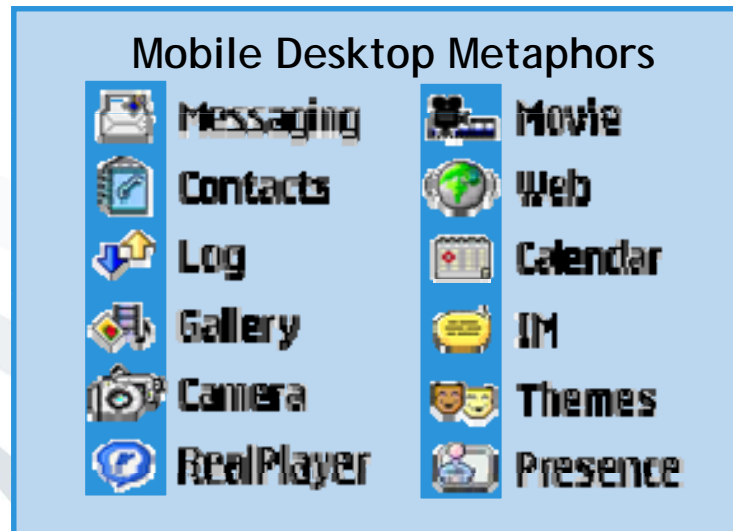 Mobile Desktop Metaphors
Messaging
Contacts
Log
Gallery
Camera
RealPlayer
Movie
Web
Calendar
IM
Themes
Presence